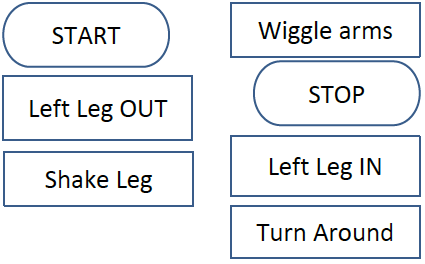 START
Left Leg OUT
Shake Leg
Wiggle arms
STOP
Left Leg IN
Turn Around